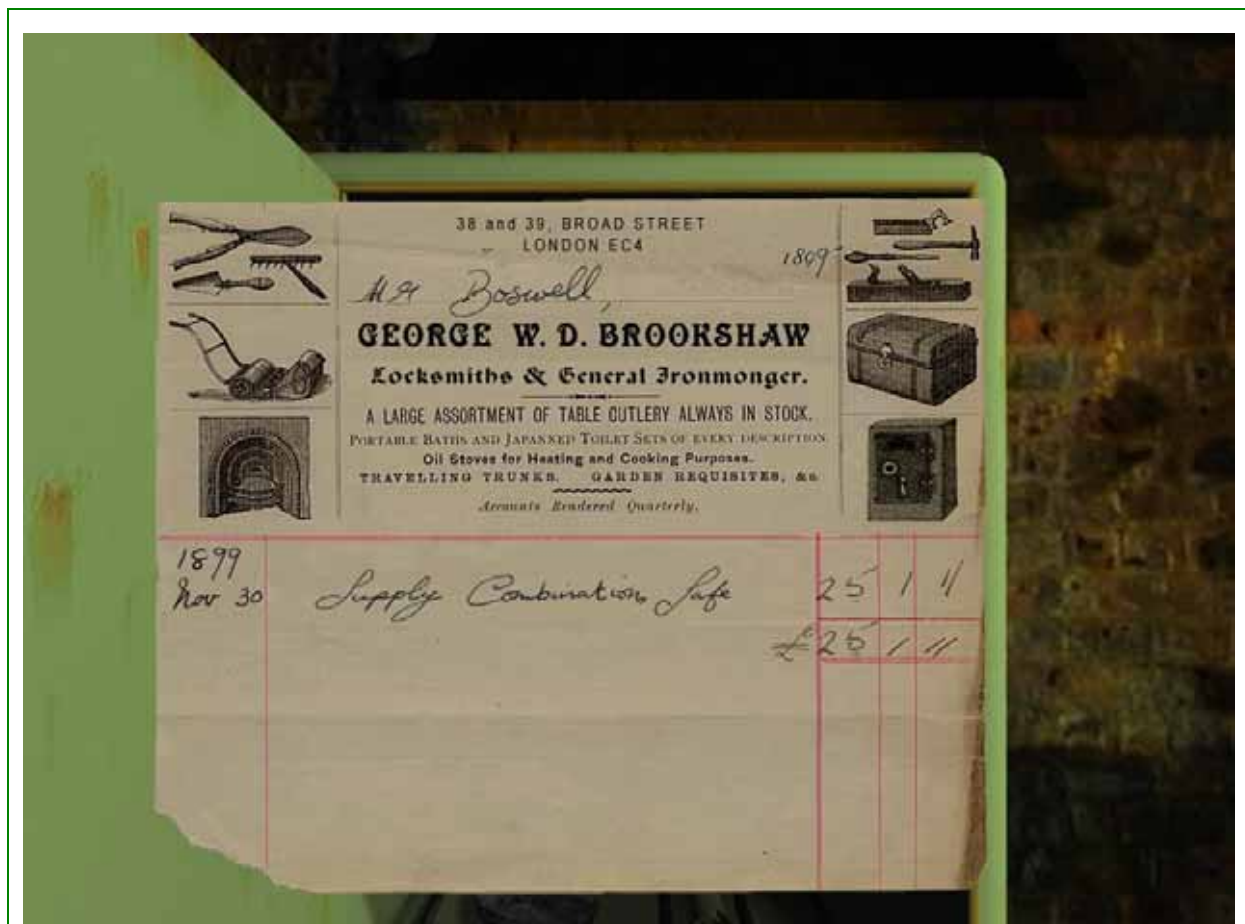 38 and 39, BROAD STREET
LONDON EC4
Mr Boswell,
GEORGE W. D. BROOKSHAW
Locksmiths & General Ironmonger.
A LARGE ASSORTMENT OF TABLE CUTLERY ALWAYS IN STOCK.
PORTABLE BATHS AND JAPANNED TOILET SETS OF EVERY DESCRIPTION
Oil Stoves for Heating and Cooking Purposes.
TRAVELLING TRUNKS. GARDEN REQUISITES, &c
Accounts Rendered Quarterly.
1899
Nov 30 Supply Combination Safe 25 1 11
£ 25 1 11